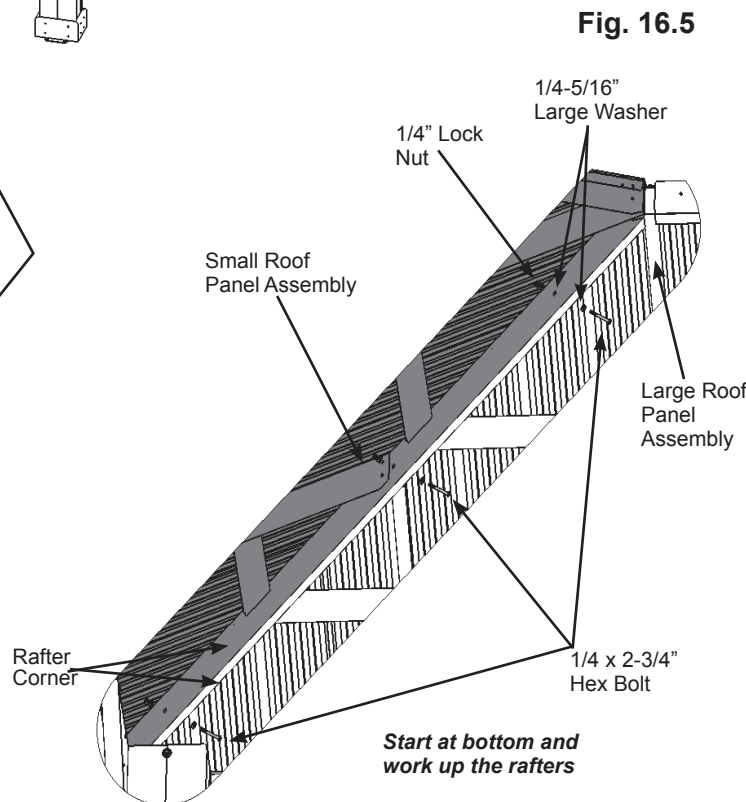 Fig. 16.5
1/4-5/16”
Large Washer
1/4” Lock
Nut
Small Roof
Panel Assembly
Large Roof
Panel
Assembly
Rafter
Corner
1/4 x 2-3/4”
Hex Bolt
Start at bottom and
work up the rafters